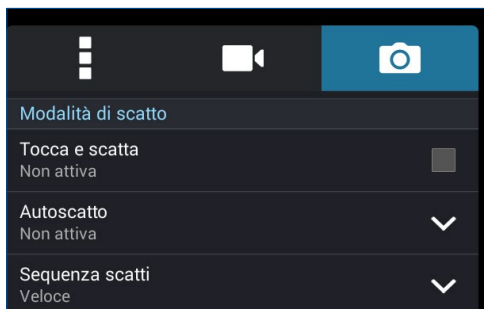 Modalità di scatto
Tocca e scatta
Non attiva
Autoscatto
Non attiva
Sequenza scatti
Veloce